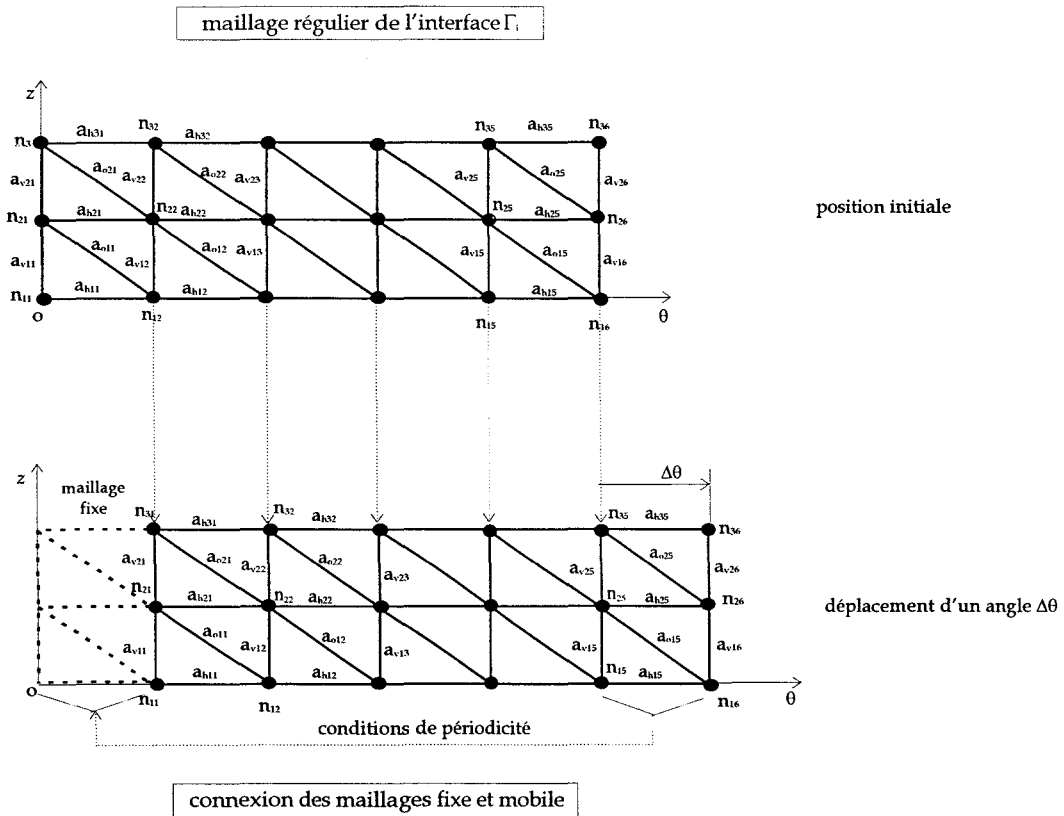 maillage régulier de l'interface Γi
z
n3 ah31 n32 ah32 n35 ah35 n36
av21 ao21 av22 ao22 av23 av25 ao25 av26
n21 ah21 n22 ah22 n25 ah25 n26
position initiale
av11 ao11 av12 ao12 av13 av15 ao15 av16
n11 ah11 ah12 ah15
o n12 n15 n16 θ
Δθ
z
maillage
fixe
n31 ah31 n32 ah32 n35 ah35 n36
av21 ao21 av22 ao22 av23 av25 ao25 av26
n21 ah21 n22 ah22 n25 ah25 n26
déplacement d'un angle Δθ
av11 ao11 av12 ao12 av13 av15 ao15 av16
ah11 ah12 n15 ah15
o n11 n12 n16 θ
conditions de périodicité
connexion des maillages fixe et mobile